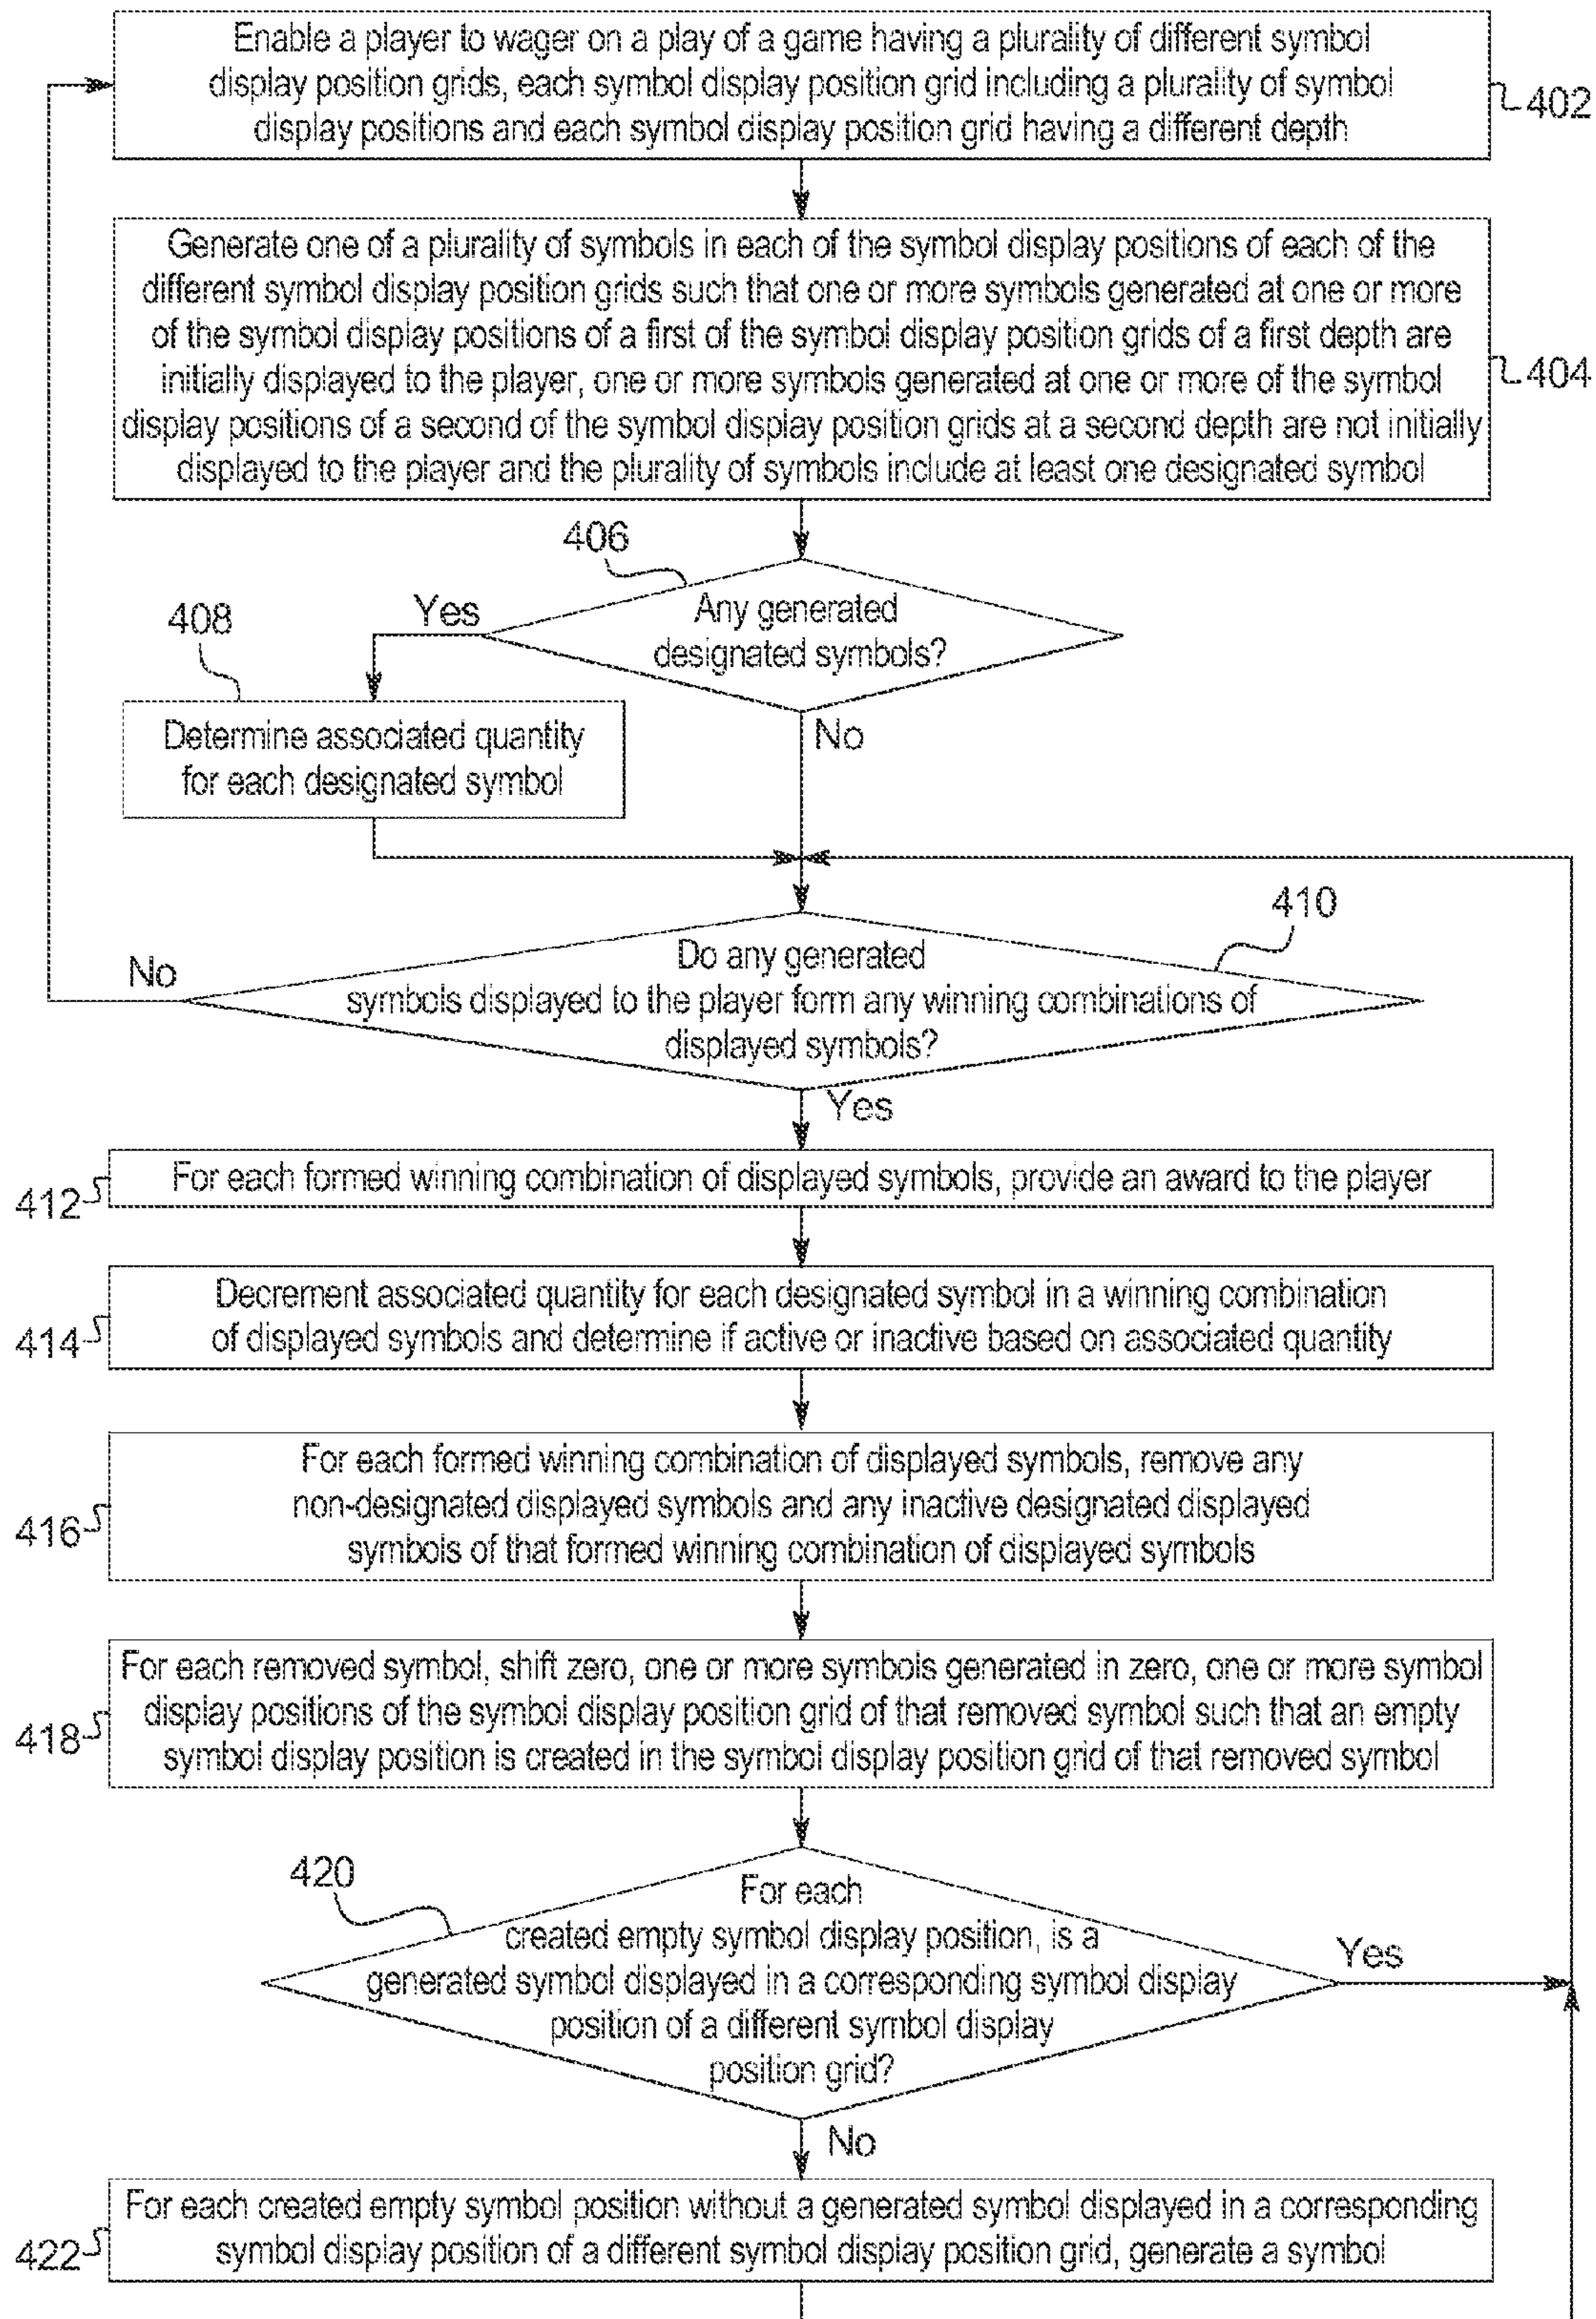 Enable a player to wager on a play of a game having a plurality of different symbol
display position grids, each symbol display position grid including a plurality of symbol
display positions and each symbol display position grid having a different depth
402
Generate one of a plurality of symbols in each of the symbol display positions of each of the
different symbol display position grids such that one or more symbols generated at one or more
of the symbol display positions of a first of the symbol display position grids of a first depth are
initially displayed to the player, one or more symbols generated at one or more of the symbol
display positions of a second of the symbol display position grids at a second depth are not initially
displayed to the player and the plurality of symbols include at least one designated symbol
404
406
Any generated
designated symbols?
Yes
No
408
Determine associated quantity
for each designated symbol
410
Do any generated
symbols displayed to the player form any winning combinations of
displayed symbols?
No
Yes
For each formed winning combination of displayed symbols, provide an award to the player
412
Decrement associated quantity for each designated symbol in a winning combination
of displayed symbols and determine if active or inactive based on associated quantity
414
For each formed winning combination of displayed symbols, remove any
non-designated displayed symbols and any inactive designated displayed
symbols of that formed winning combination of displayed symbols
416
For each removed symbol, shift zero, one or more symbols generated in zero, one or more symbol
display positions of the symbol display position grid of that removed symbol such that an empty
symbol display position is created in the symbol display position grid of that removed symbol
418
420
For each
created empty symbol display position, is a
generated symbol displayed in a corresponding symbol display
position of a different symbol display
position grid?
Yes
No
For each created empty symbol position without a generated symbol displayed in a corresponding
symbol display position of a different symbol display position grid, generate a symbol
422